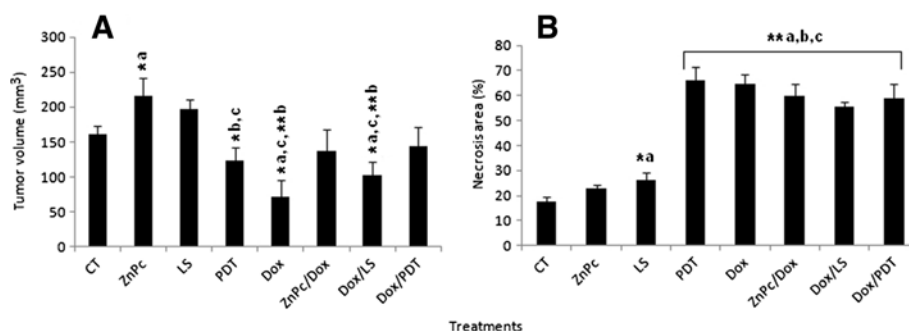 A
Tumor volume (mm³)
300
250
200
150
100
50
0
*a
*b,c
*a,c,**b
*a,c,**b
CT
ZnPc
LS
PDT
Dox
ZnPc/Dox
Dox/LS
Dox/PDT
B
Necrosis area (%)
80
70
60
50
40
30
20
10
0
*a
**a,b,c
CT
ZnPc
LS
PDT
Dox
ZnPc/Dox
Dox/LS
Dox/PDT
Treatments